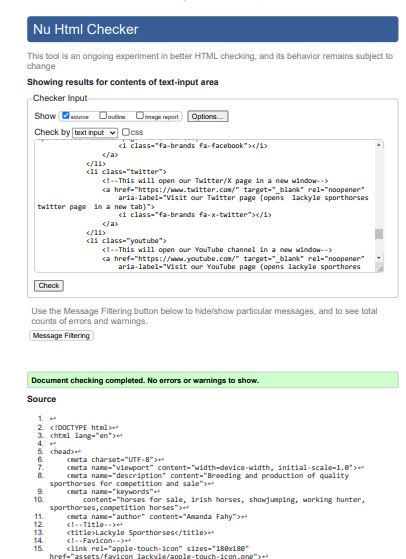 Nu Html Checker
This tool is an ongoing experiment in better HTML checking, and its behavior remains subject to
change
Showing results for contents of text-input area
Checker Input
Show source outline image report Options...
Check by text input css
<i class="fa-brands fa-facebook"></i>
</a>
</li>
<li class="twitter">
<!--This will open our Twitter/X page in a new window-->
<a href="https://www.twitter.com/" target="_blank" rel="noopener"
aria-label="Visit our Twitter page (opens  lackyle sporthorses
twitter page  in a new tab)">
<i class="fa-brands fa-x-twitter"></i>
</a>
</li>
<li class="youtube">
<!--This will open our YouTube channel in a new window-->
<a href="https://www.youtube.com/" target="_blank" rel="noopener"
aria-label="Visit our YouTube page (opens lackyle sporthores
Check
Use the Message Filtering button below to hide/show particular messages, and to see total
counts of errors and warnings.
Message Filtering
Document checking completed. No errors or warnings to show.
Source
1. ↩
2. <!DOCTYPE html>↩
3. <html lang="en">↩
4. ↩
5. <head>↩
6. <meta charset="UTF-8">↩
7. <meta name="viewport" content="width=device-width, initial-scale=1.0">↩
8. <meta name="description" content="Breeding and production of quality
sporthorses for competition and sale">↩
9. <meta name="keywords"↩
10. content="horses for sale, irish horses, showjumping, working hunter,
sporthorses,competition horses">↩
11. <meta name="author" content="Amanda Fahy">↩
12. <!--Title-->↩
13. <title>Lackyle Sporthorses</title>↩
14. <!--Favicon-->↩
15. <link rel="apple-touch-icon" sizes="180x180"
href="assets/favicon_lackyle/apple-touch-icon.png">↩